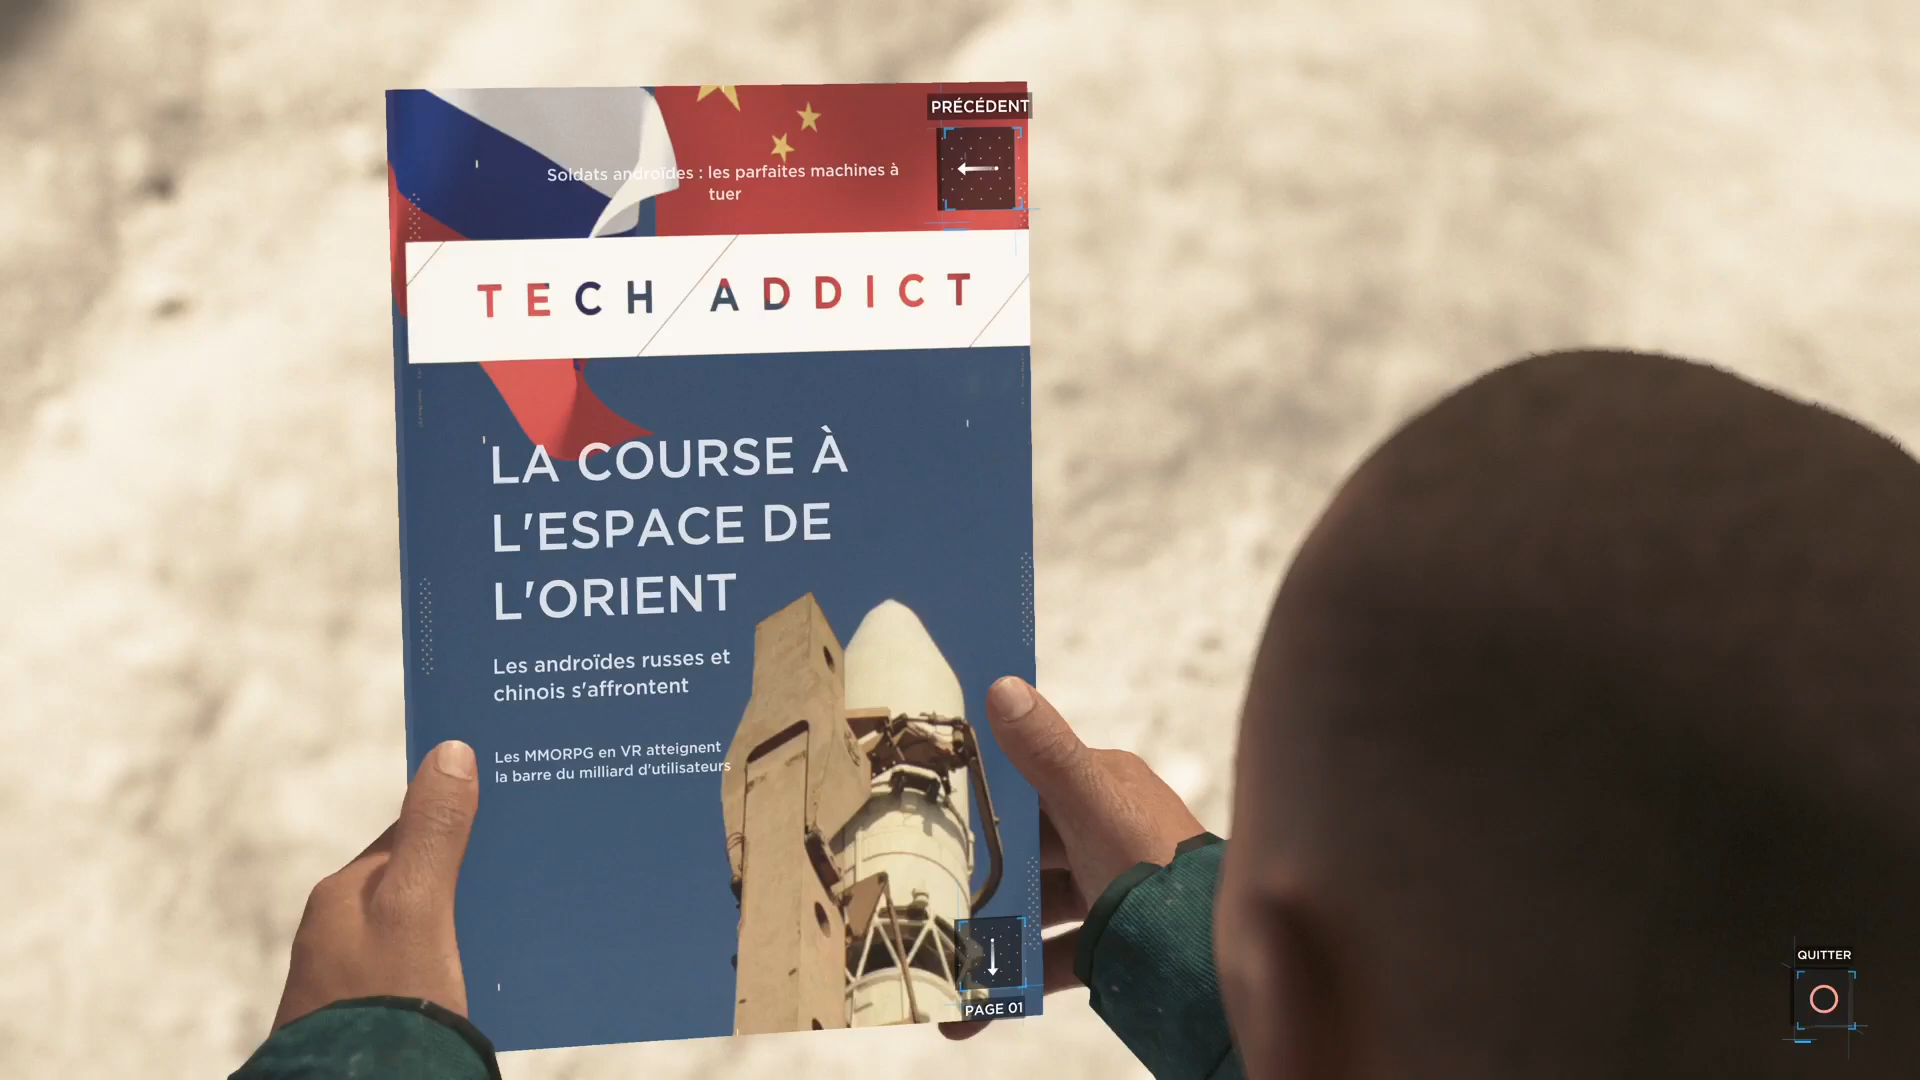 PRÉCÉDENT
Soldats androïdes : les parfaites machines à
tuer
TECH ADDICT
LA COURSE À
L'ESPACE DE
L'ORIENT
Les androïdes russes et
chinois s'affrontent
Les MMORPG en VR atteignent
la barre du milliard d'utilisateurs
PAGE 01
QUITTER